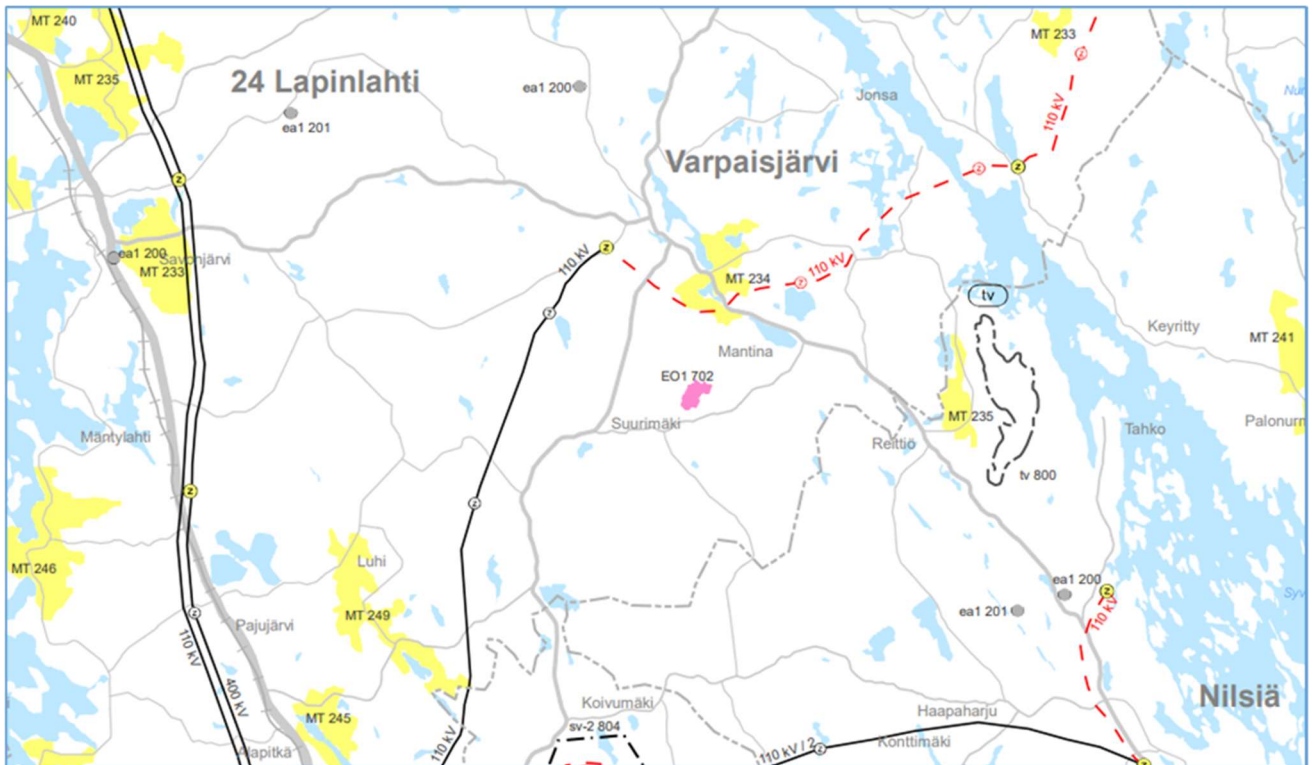 MT 240
MT 233
24 Lapinlahti
MT 235
ea1 200
Jonsa
ea1 201
110 kV
Varpaisjärvi
z
z
z
z
ea1 200
Savonjärvi
MT 233
z
110 kV
110 kV
MT 234
z
tv
z
Keyritty
MT 241
Mantina
EO1 702
MT 235
Suurimäki
Palonurm
Mäntylahti
Reittiö
Tahko
tv 800
z
z
Luhi
MT 246
ea1 200
z
110 kV
ea1 201
MT 249
z
Pajujärvi
110 kV
400 kV
Nilsiä
Koivumäki
Haapaharju
MT 245
sv-2 804
Konttimäki
Alapitkä
110 kV
110 kV / 2
z
z